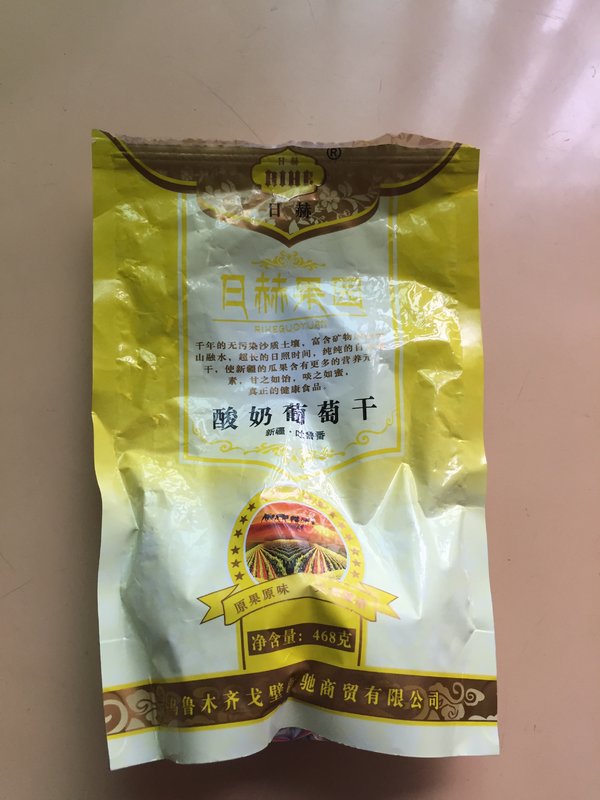 ®
日赫
RIHE
日赫
日赫果园
RIHEGUOYUAN
千年的无污染沙质土壤，富含矿物
山融水，超长的日照时间，纯纯的自
干，使新疆的瓜果含有更多的营养元
素，甘之如饴，啖之如蜜，
真正的健康食品。
酸奶葡萄干
新疆·吐鲁番
原果原味
净含量：468克
乌鲁木齐戈壁 驰商贸有限公司